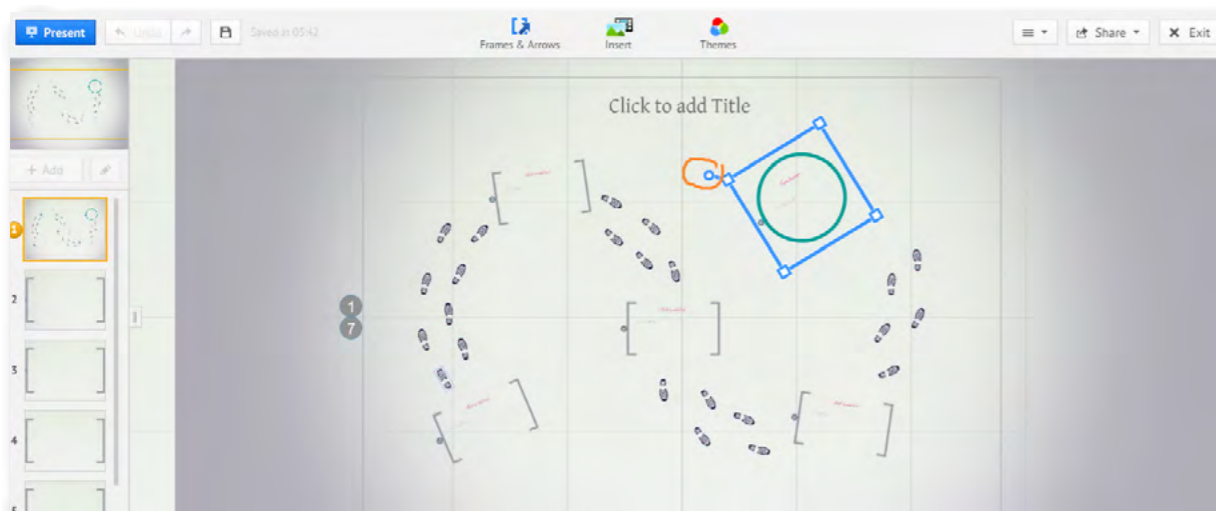 Present
Undo
Saved at 05:42
Frames & Arrows
Insert
Themes
Share
Exit
Click to add Title
+ Add
1
2
3
4
5
1
7